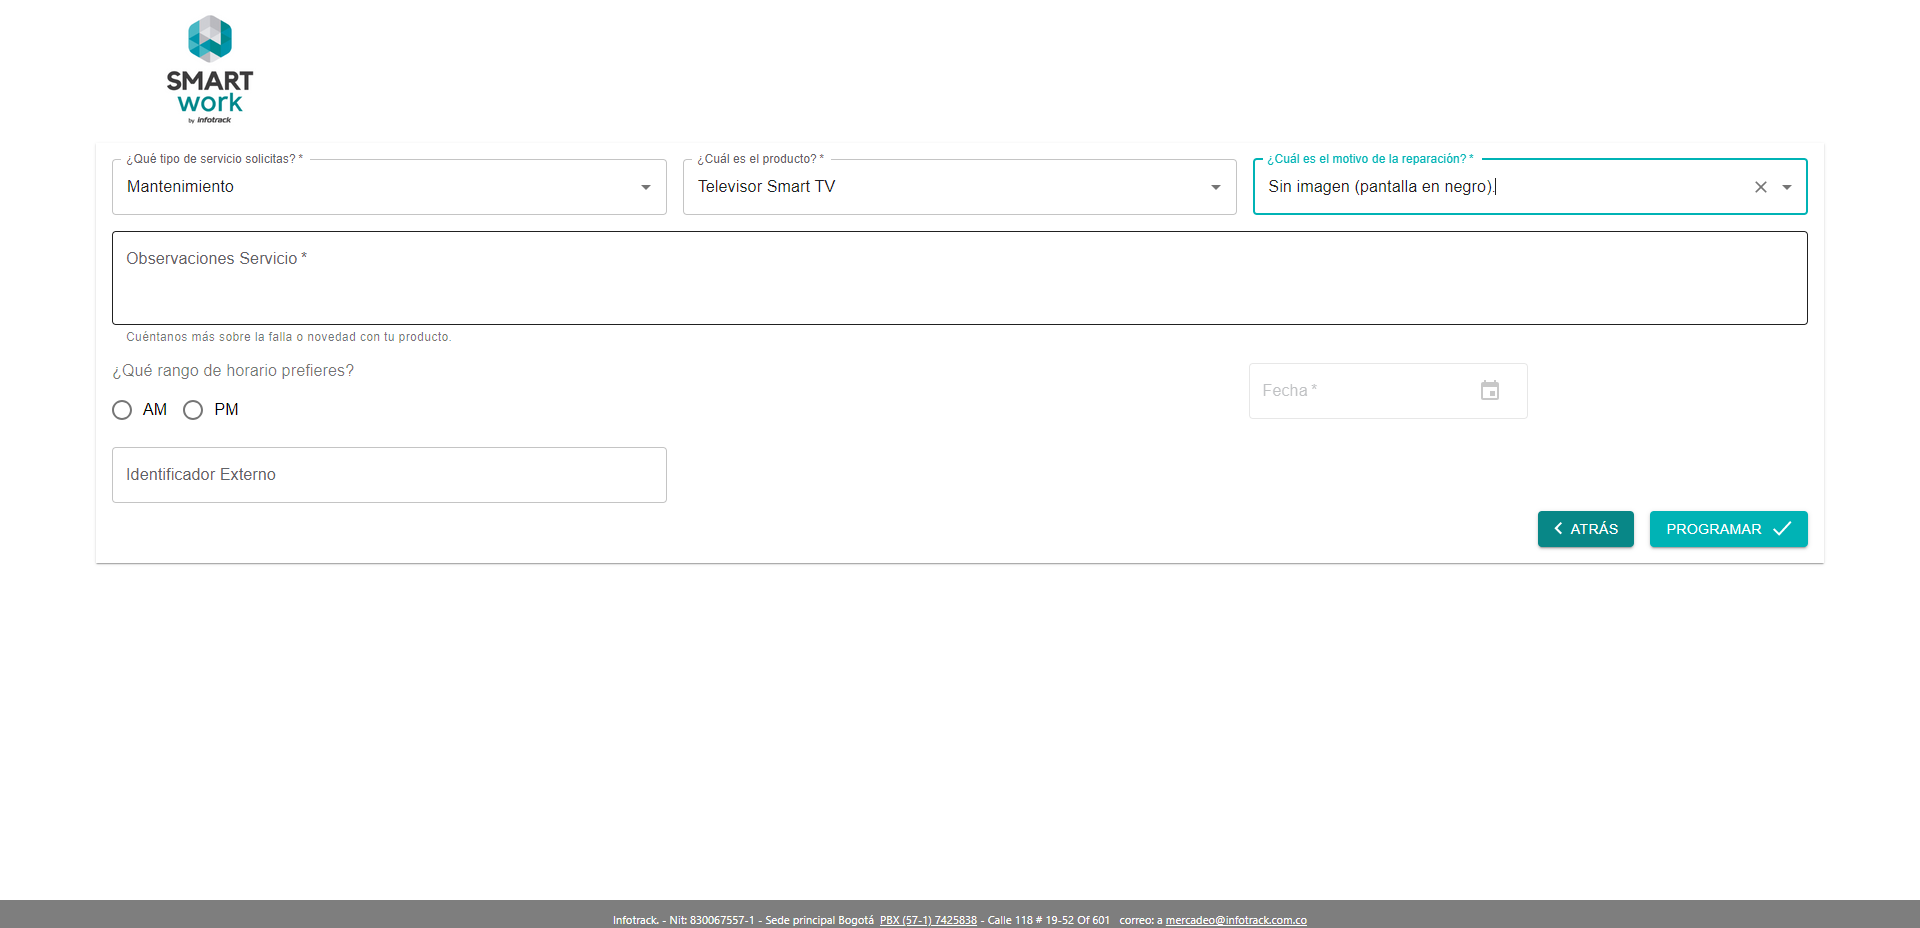 SMART
work
by infotrack
¿Qué tipo de servicio solicitas? *
Mantenimiento
¿Cuál es el producto? *
Televisor Smart TV
¿Cuál es el motivo de la reparación? *
Sin imagen (pantalla en negro).
Observaciones Servicio *
Cuéntanos más sobre la falla o novedad con tu producto.
¿Qué rango de horario prefieres?
AM
PM
Fecha *
Identificador Externo
ATRÁS
PROGRAMAR
Infotrack. - Nit: 830067557-1 - Sede principal Bogotá PBX (57-1) 7425838 - Calle 118 # 19-52 Of 601 correo: a mercadeo@infotrack.com.co